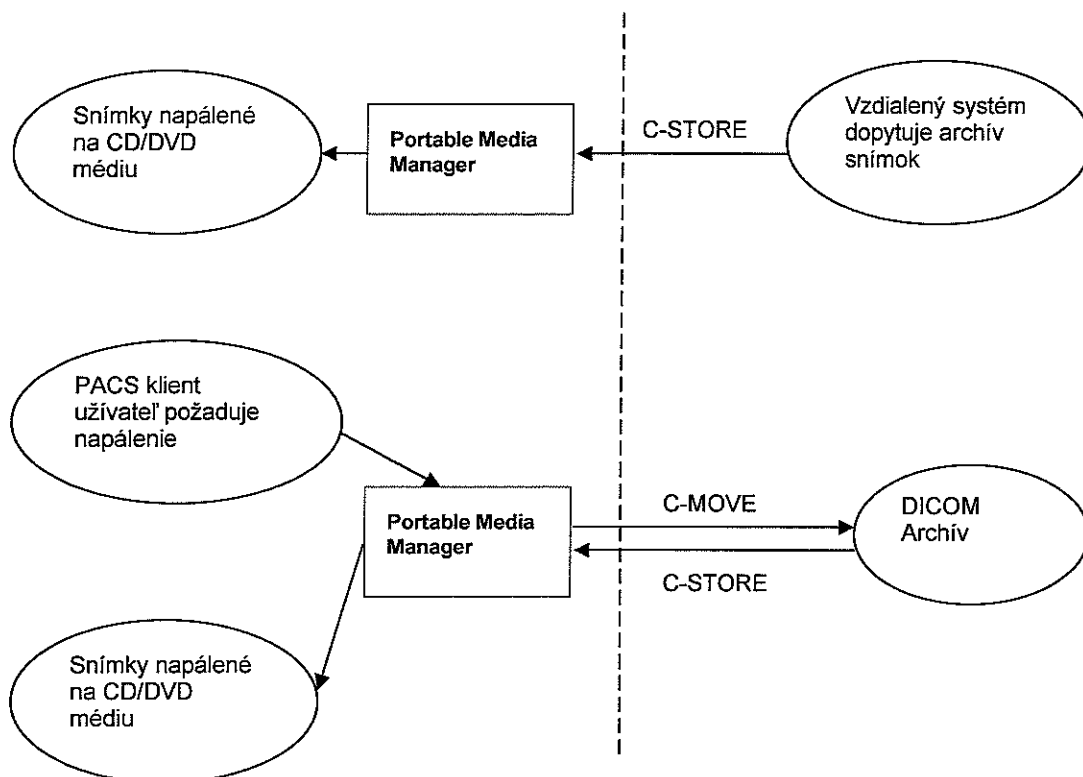 Snímky napálené
na CD/DVD
médiu
Portable Media
Manager
C-STORE
Vzdialený systém
dopytuje archív
snímok
PACS klient
užívateľ požaduje
napálenie
Portable Media
Manager
C-MOVE
C-STORE
DICOM
Archív
Snímky napálené
na CD/DVD
médiu